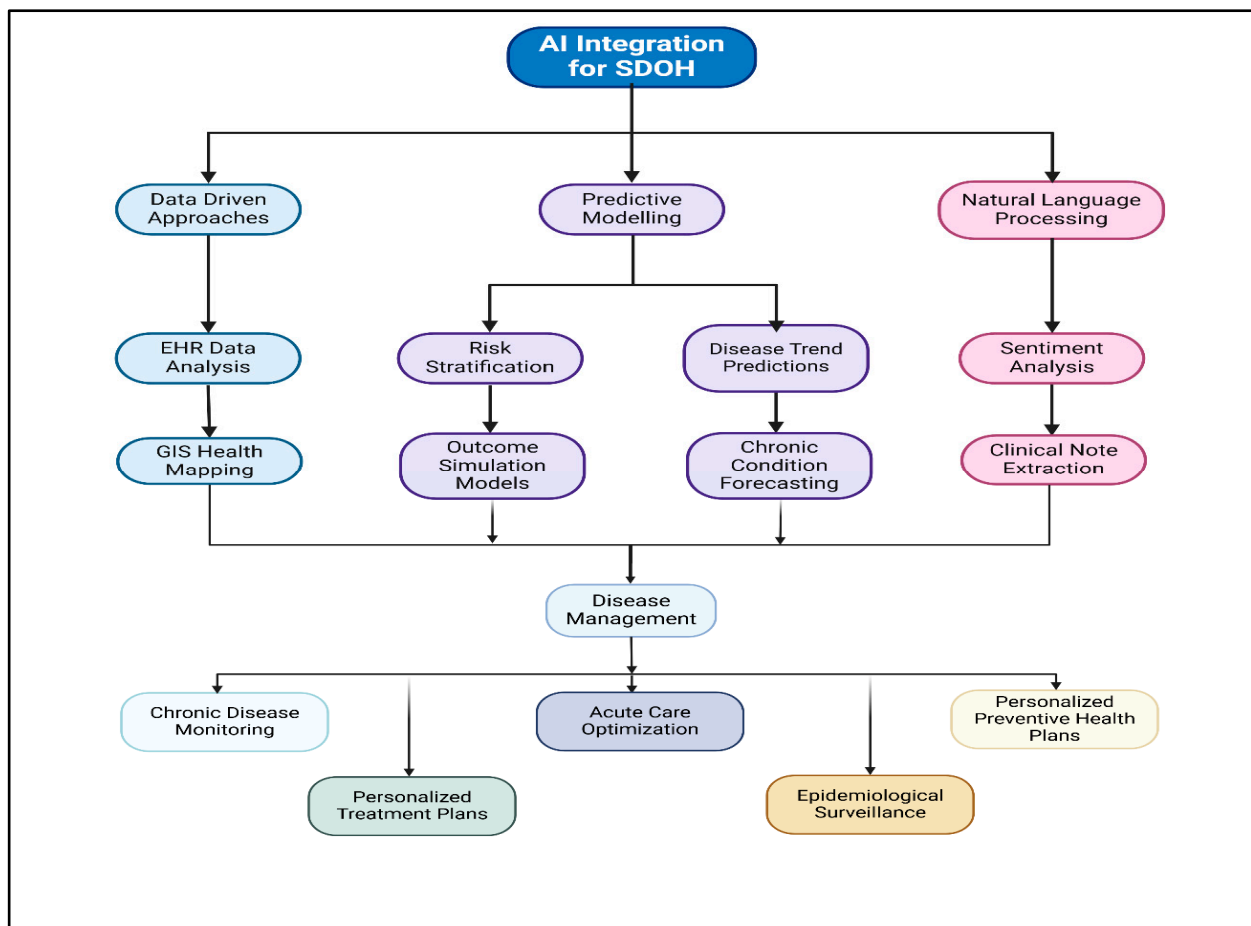 AI Integration
for SDOH
Data Driven
Approaches
Predictive
Modelling
Natural Language
Processing
EHR Data
Analysis
Risk
Stratification
Disease Trend
Predictions
Sentiment
Analysis
GIS Health
Mapping
Outcome
Simulation
Models
Chronic
Condition
Forecasting
Clinical Note
Extraction
Disease
Management
Chronic Disease
Monitoring
Acute Care
Optimization
Personalized
Preventive Health
Plans
Personalized
Treatment Plans
Epidemiological
Surveillance